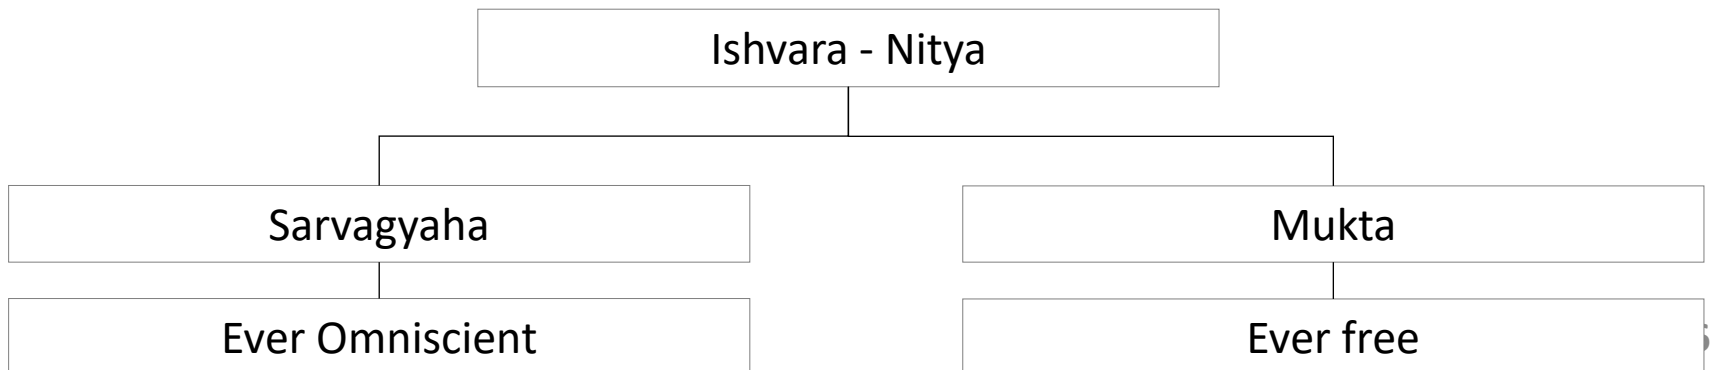 Ishvara - Nitya
Sarvagyaha
Mukta
Ever Omniscient
Ever free